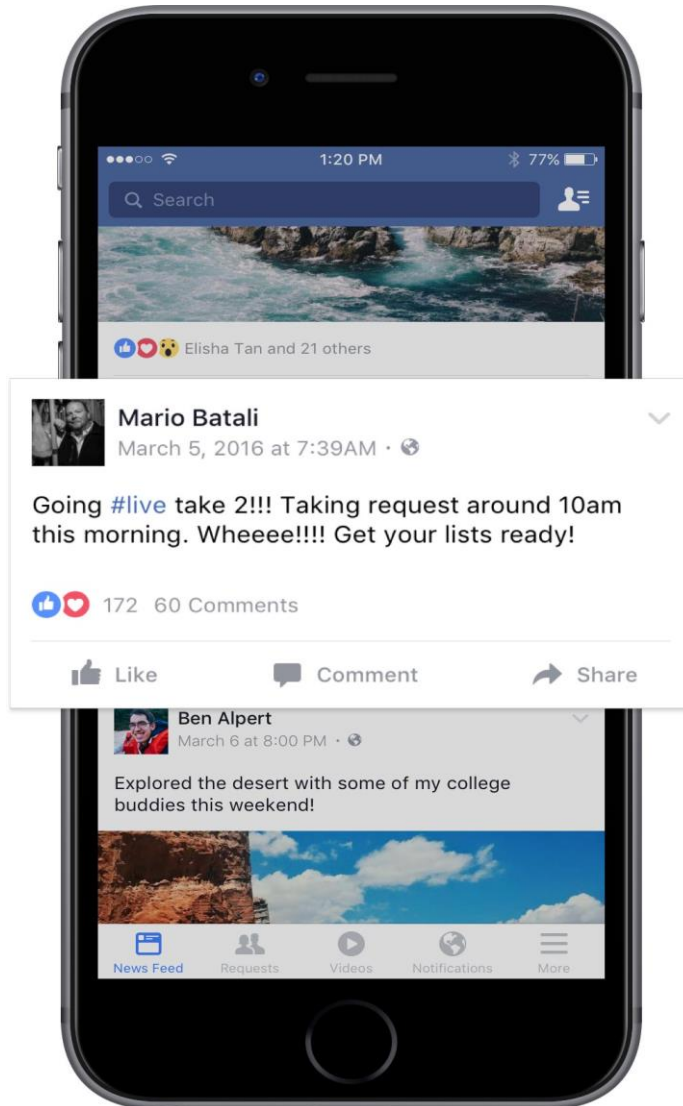 1:20 PM
77%
Search
Elisha Tan and 21 others
Mario Batali
March 5, 2016 at 7:39AM ·
Going #live take 2!!! Taking request around 10am
this morning. Wheeee!!!! Get your lists ready!
172 60 Comments
Like Comment Share
Ben Alpert
March 6 at 8:00 PM ·
Explored the desert with some of my college
buddies this weekend!
News Feed Requests Videos Notifications More